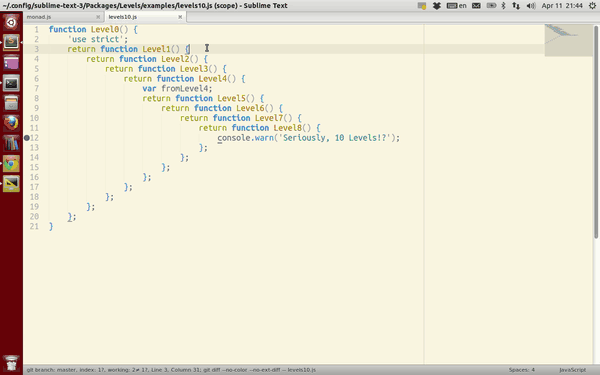 ~/.config/sublime-text-3/Packages/Levels/examples/levels10.js (scope) - Sublime Text
en
Apr 11 21:44
monad.js
levels10.js
1 function Level0() {
2 'use strict';
3 return function Level1() {
4 return function Level2() {
5 return function Level3() {
6 return function Level4() {
7 var fromLevel4;
8 return function Level5() {
9 return function Level6() {
10 return function Level7() {
11 return function Level8() {
12 console.warn('Seriously, 10 Levels!?');
13 };
14 };
15 };
16 };
17 };
18 };
19 };
20 };
21 }
git branch: master, index: 1?, working: 2≠ 1?, Line 3, Column 31; git diff --no-color --no-ext-diff -- levels10.js
Spaces: 4
JavaScript